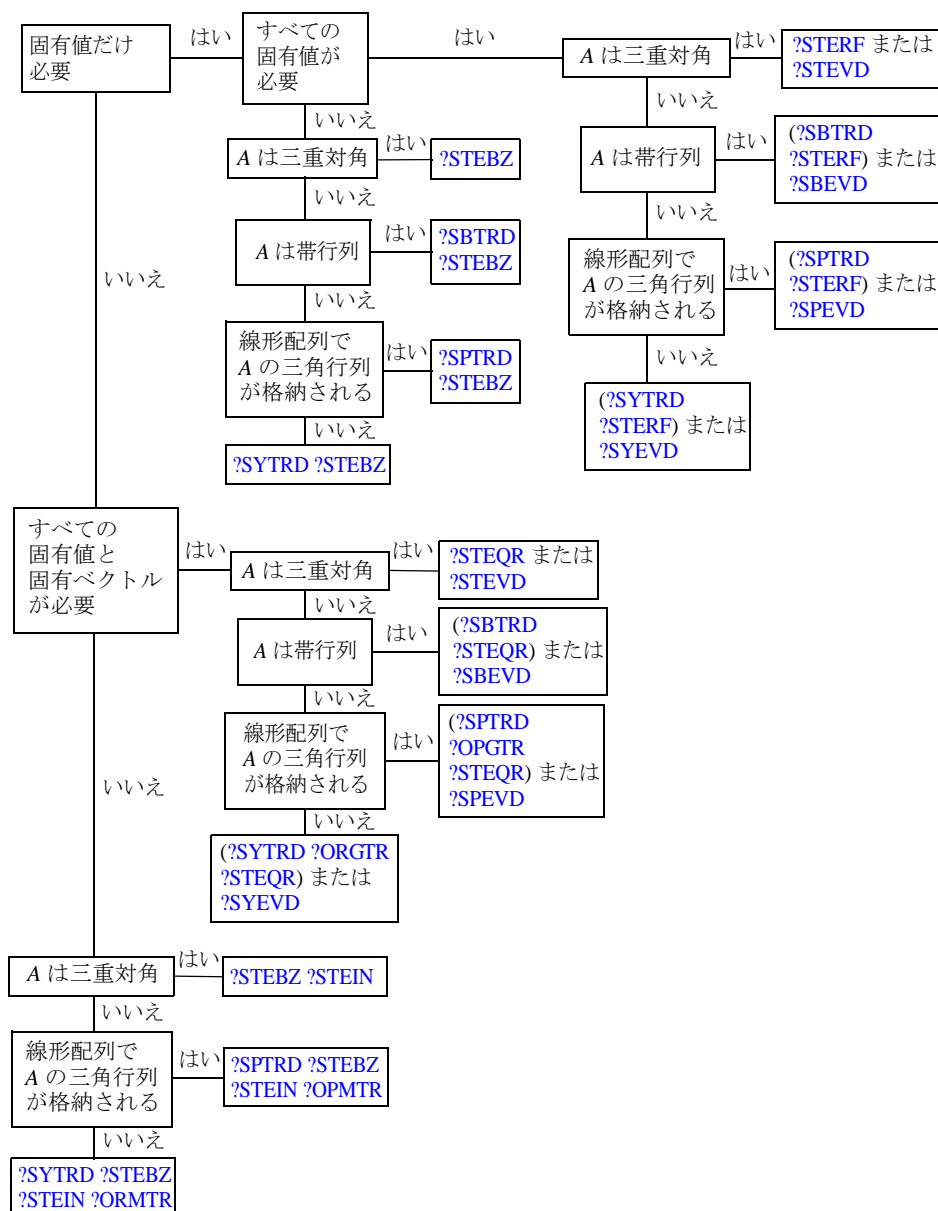 固有値だけ
必要
はい
すべての
固有値が
必要
はい
A は三重対角
はい
?STERF または
?STEVD
いいえ
A は帯行列
はい
(?SBTRD
?STERF) または
?SBEVD
いいえ
線形配列で
A の三角行列
が格納される
はい
(?SPTRD
?STERF) または
?SPEVD
いいえ
(?SYTRD
?STERF) または
?SYEVD
いいえ
A は三重対角
はい
?STEBZ
いいえ
A は帯行列
はい
?SBTRD
?STEBZ
いいえ
線形配列で
A の三角行列
が格納される
はい
?SPTRD
?STEBZ
いいえ
?SYTRD ?STEBZ
いいえ
すべての
固有値と
固有ベクトル
が必要
はい
A は三重対角
はい
?STEQR または
?STEVD
いいえ
A は帯行列
はい
(?SBTRD
?STEQR) または
?SBEVD
いいえ
線形配列で
A の三角行列
が格納される
はい
(?SPTRD
?OPGTR
?STEQR) または
?SPEVD
いいえ
(?SYTRD ?ORGTR
?STEQR) または
?SYEVD
いいえ
A は三重対角
はい
?STEBZ ?STEIN
いいえ
線形配列で
A の三角行列
が格納される
はい
?SPTRD ?STEBZ
?STEIN ?OPMTR
いいえ
?SYTRD ?STEBZ
?STEIN ?ORMTR